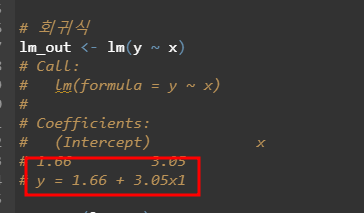 # 회귀식
lm_out <- lm(y ~ x)
# Call:
#   lm(formula = y ~ x)
#
# Coefficients:
#   (Intercept)            x
# 1.66          3.05
# y = 1.66 + 3.05x1